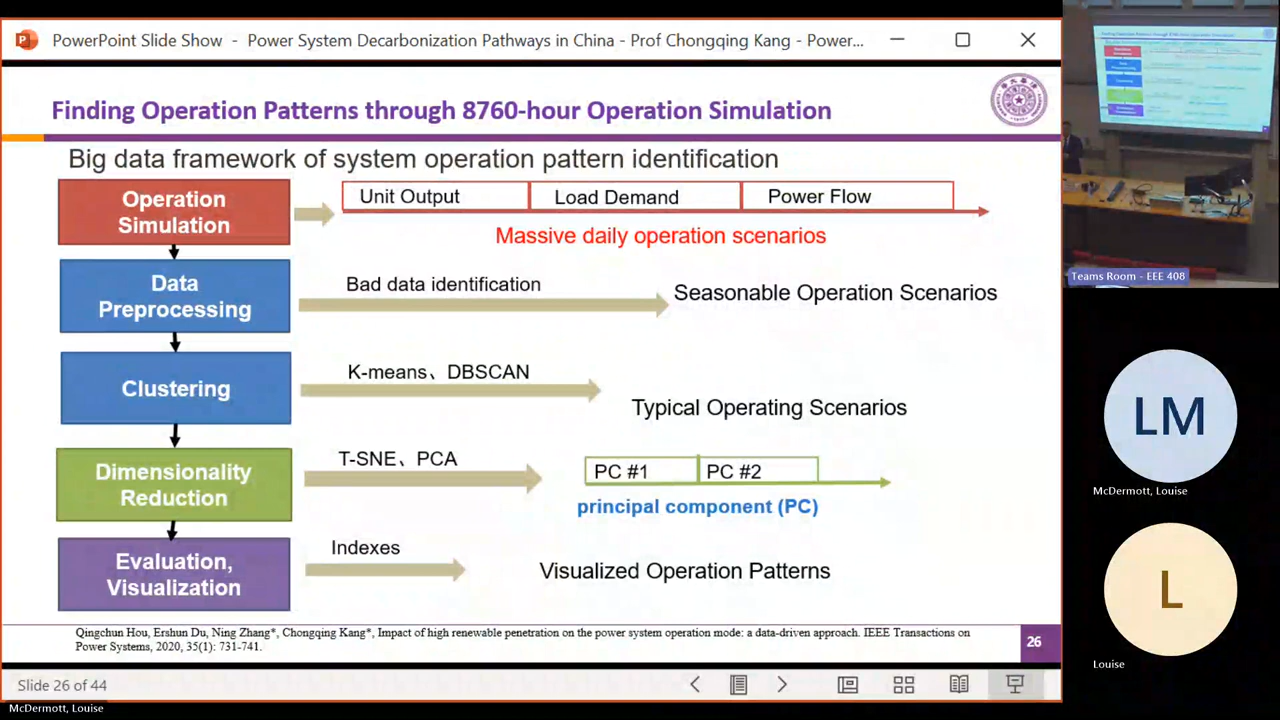 PowerPoint Slide Show - Power System Decarbonization Pathways in China - Prof Chongqing Kang - Power...
Finding Operation Patterns through 8760-hour Operation Simulation
Big data framework of system operation pattern identification
Operation
Simulation
Unit Output
Load Demand
Power Flow
Massive daily operation scenarios
Data
Preprocessing
Bad data identification
Seasonable Operation Scenarios
Clustering
K-means、DBSCAN
Typical Operating Scenarios
Dimensionality
Reduction
T-SNE、PCA
PC #1
PC #2
principal component (PC)
Evaluation,
Visualization
Indexes
Visualized Operation Patterns
Qingchun Hou, Ershun Du, Ning Zhang*, Chongqing Kang*, Impact of high renewable penetration on the power system operation mode: a data-driven approach. IEEE Transactions on
Power Systems, 2020, 35(1): 731-741.
26
Slide 26 of 44
McDermott, Louise
Teams Room - EEE 408
LM
McDermott, Louise
L
Louise